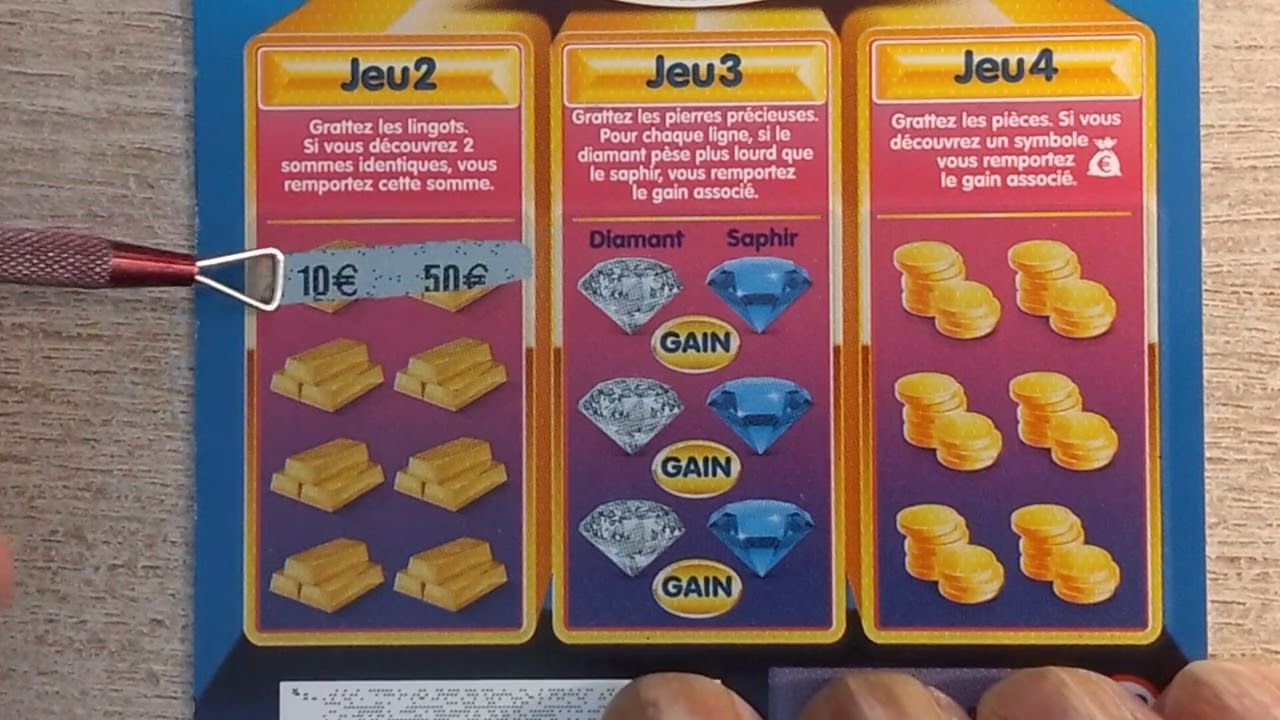 Jeu2
Grattez les lingots.
Si vous découvrez 2
sommes identiques, vous
remportez cette somme.
10€ 50€
Jeu3
Grattez les pierres précieuses.
Pour chaque ligne, si le
diamant pèse plus lourd que
le saphir, vous remportez
le gain associé.
Diamant Saphir
GAIN
GAIN
GAIN
Jeu4
Grattez les pièces. Si vous
découvrez un symbole
vous remportez €
le gain associé.